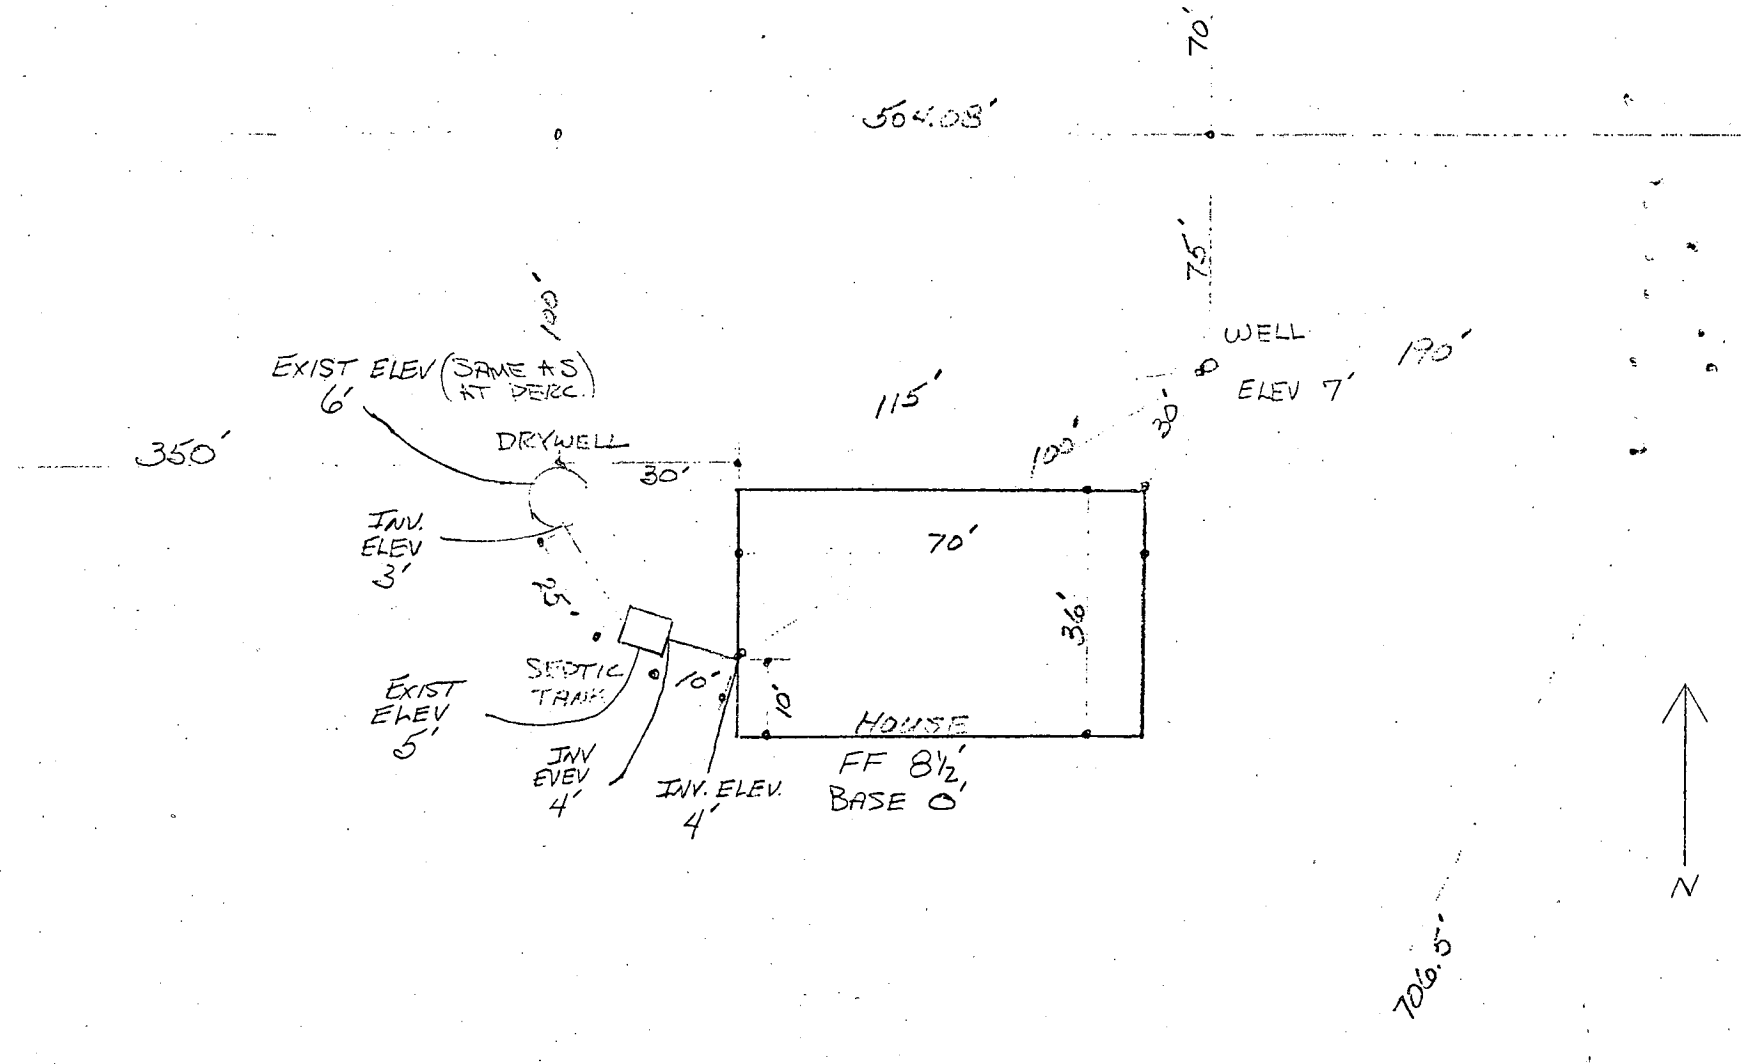 70'
504.08'
75'
100'
WELL
ELEV 7'
190'
EXIST ELEV (SAME AS
AT PERC.)
6'
115'
30'
100'
350'
DRYWELL
30'
INV.
ELEV
3'
70'
25'
36'
SEPTIC
TANK
10'
10'
EXIST
ELEV
5'
HOUSE
FF 8½'
BASE 0'
INV
EVEV
4'
INV. ELEV.
4'
N
706.5'